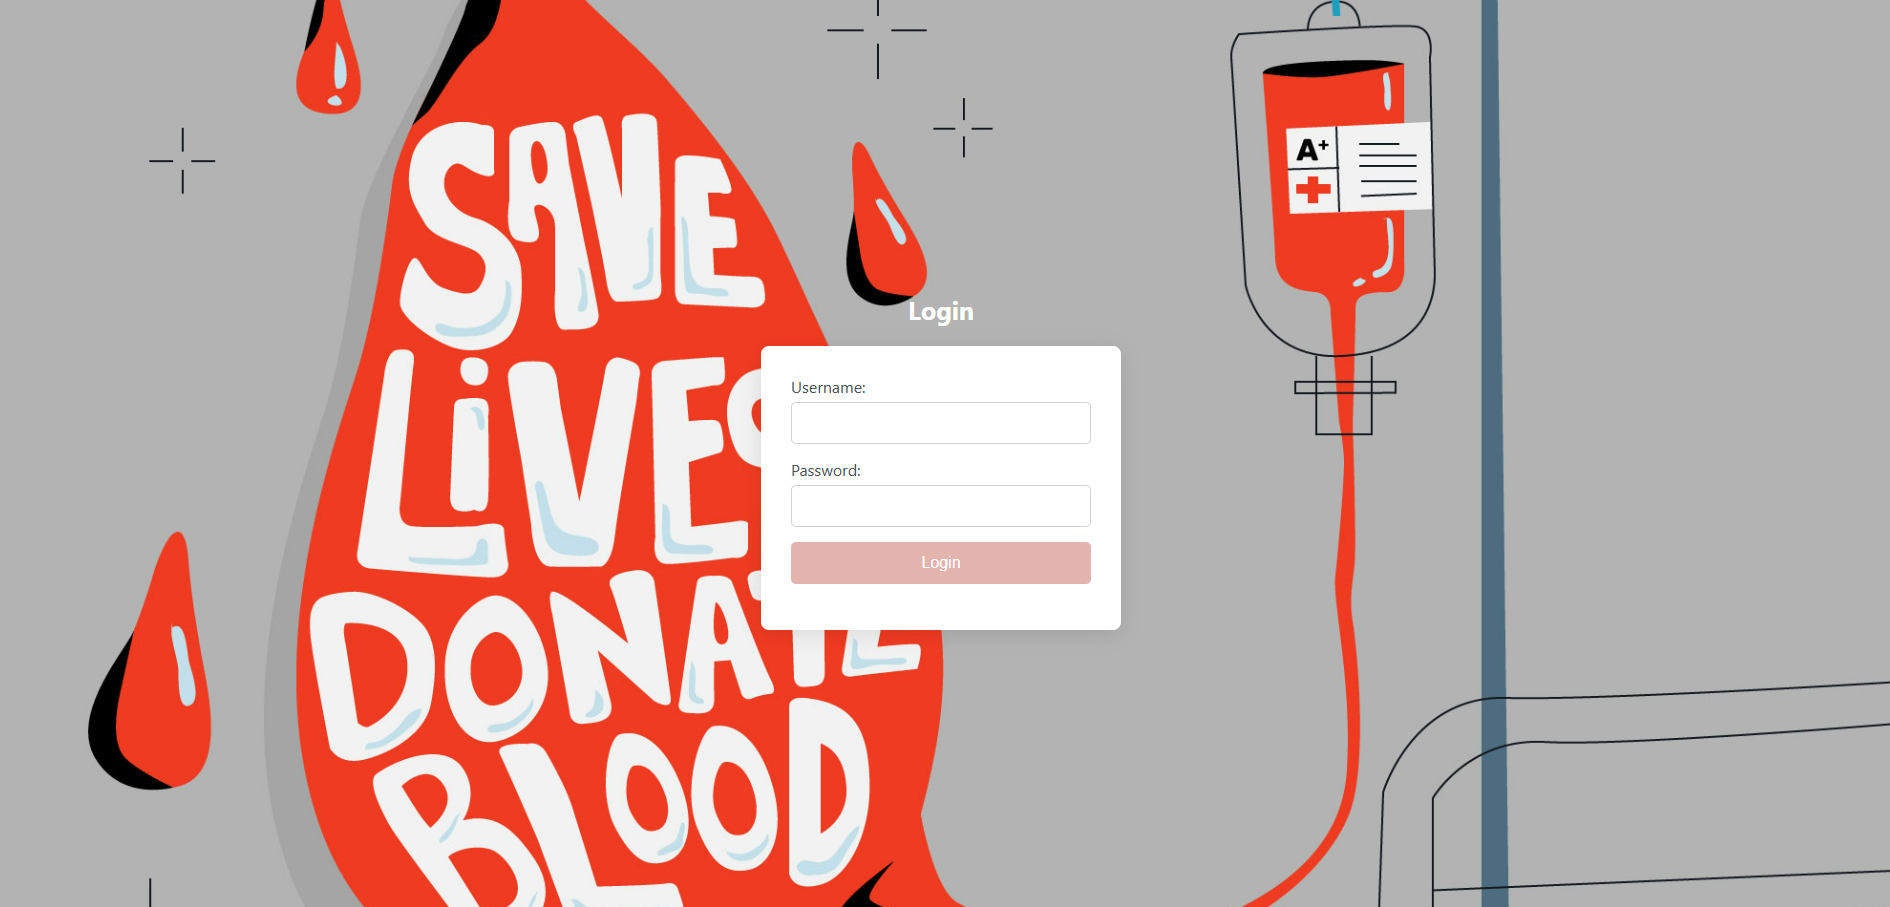 SAVE
LiVES
DONATE
BLOOD
A+
Login
Username:
Password:
Login